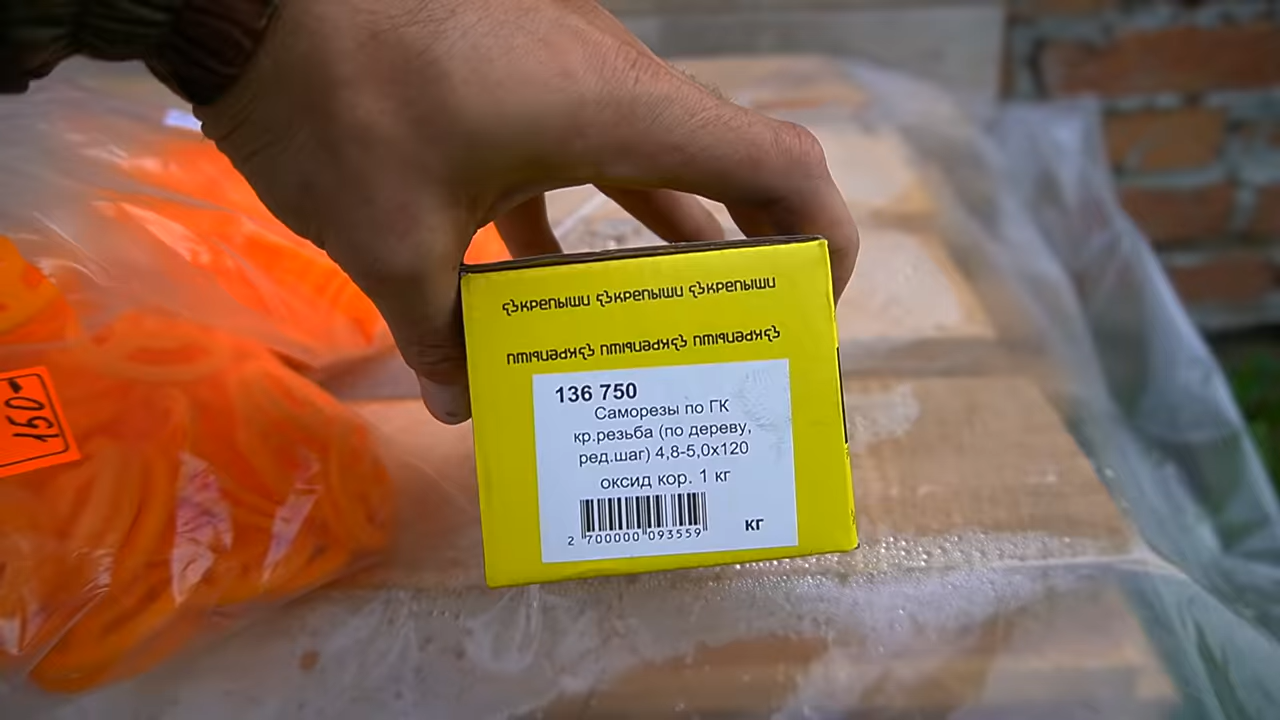 крепыши крепыши крепыши
крепыши крепыши крепыши
136 750
Саморезы по ГК
кр.резьба (по дереву,
ред.шаг) 4,8-5,0х120
оксид кор. 1 кг
кг
2 700000 093559
150-